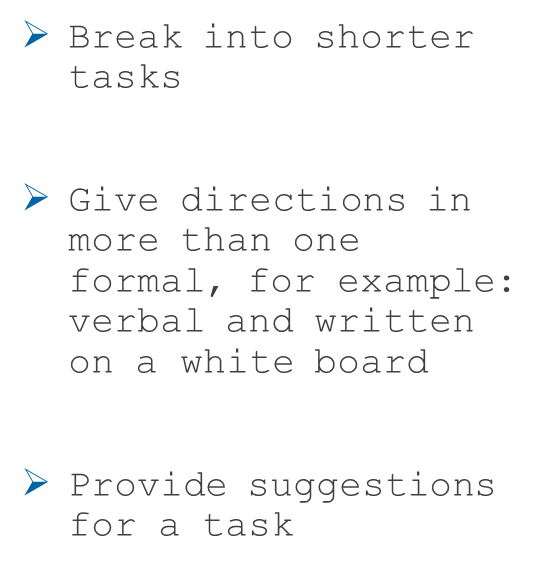 Break into shorter
tasks
Give directions in
more than one
formal, for example:
verbal and written
on a white board
Provide suggestions
for a task